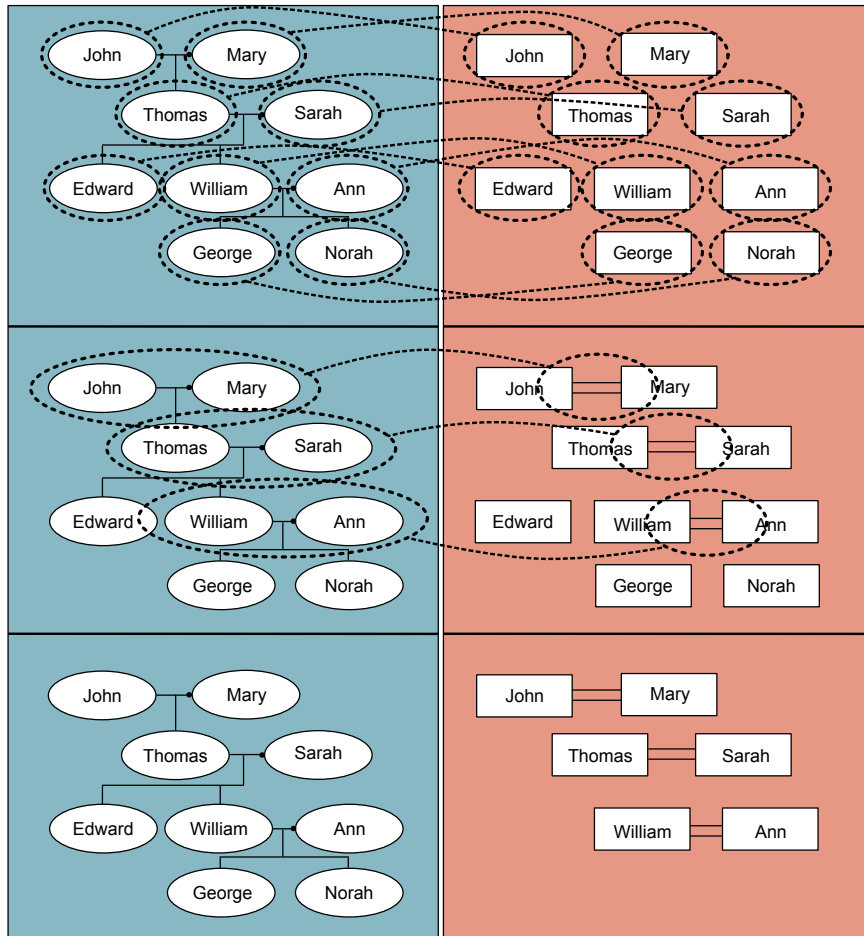 John
Mary
Thomas
Sarah
Edward
William
Ann
George
Norah
John
Mary
Thomas
Sarah
Edward
William
Ann
George
Norah
John
Mary
Thomas
Sarah
Edward
William
Ann
George
Norah
John
Mary
Thomas
Sarah
Edward
William
Ann
George
Norah
John
Mary
Thomas
Sarah
Edward
William
Ann
George
Norah
John
Mary
Thomas
Sarah
William
Ann